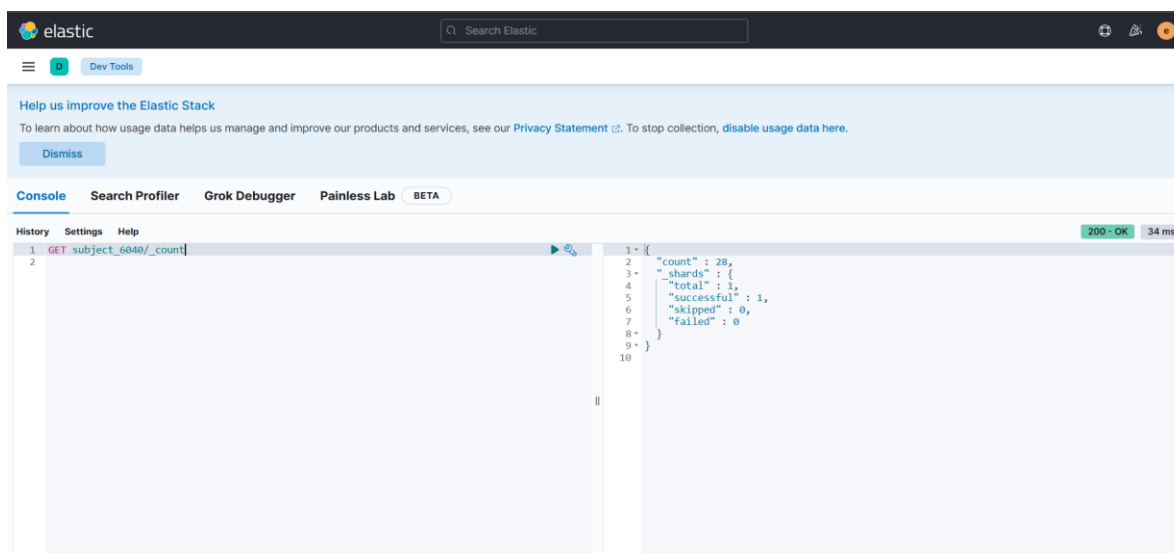 elastic
Search Elastic
e
D Dev Tools
Help us improve the Elastic Stack
To learn about how usage data helps us manage and improve our products and services, see our Privacy Statement. To stop collection, disable usage data here.
Dismiss
Console Search Profiler Grok Debugger Painless Lab BETA
History Settings Help
200 - OK 34 ms
1 GET subject_6040/_count
2
1 {
2 "count" : 28,
3 "_shards" : {
4 "total" : 1,
5 "successful" : 1,
6 "skipped" : 0,
7 "failed" : 0
8 }
9 }
10